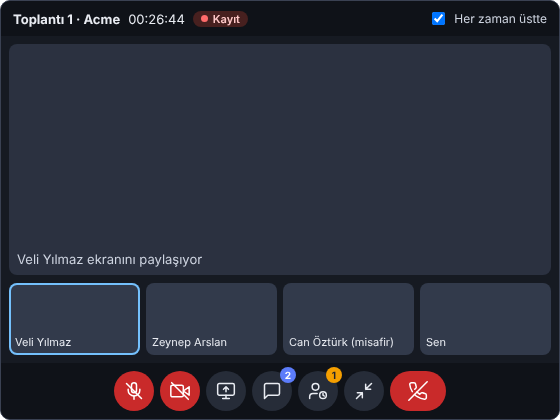 Toplantı 1 · Acme 00:26:44 Kayıt Her zaman üstte
Veli Yılmaz ekranını paylaşıyor
Veli Yılmaz Zeynep Arslan Can Öztürk (misafir) Sen
2 1